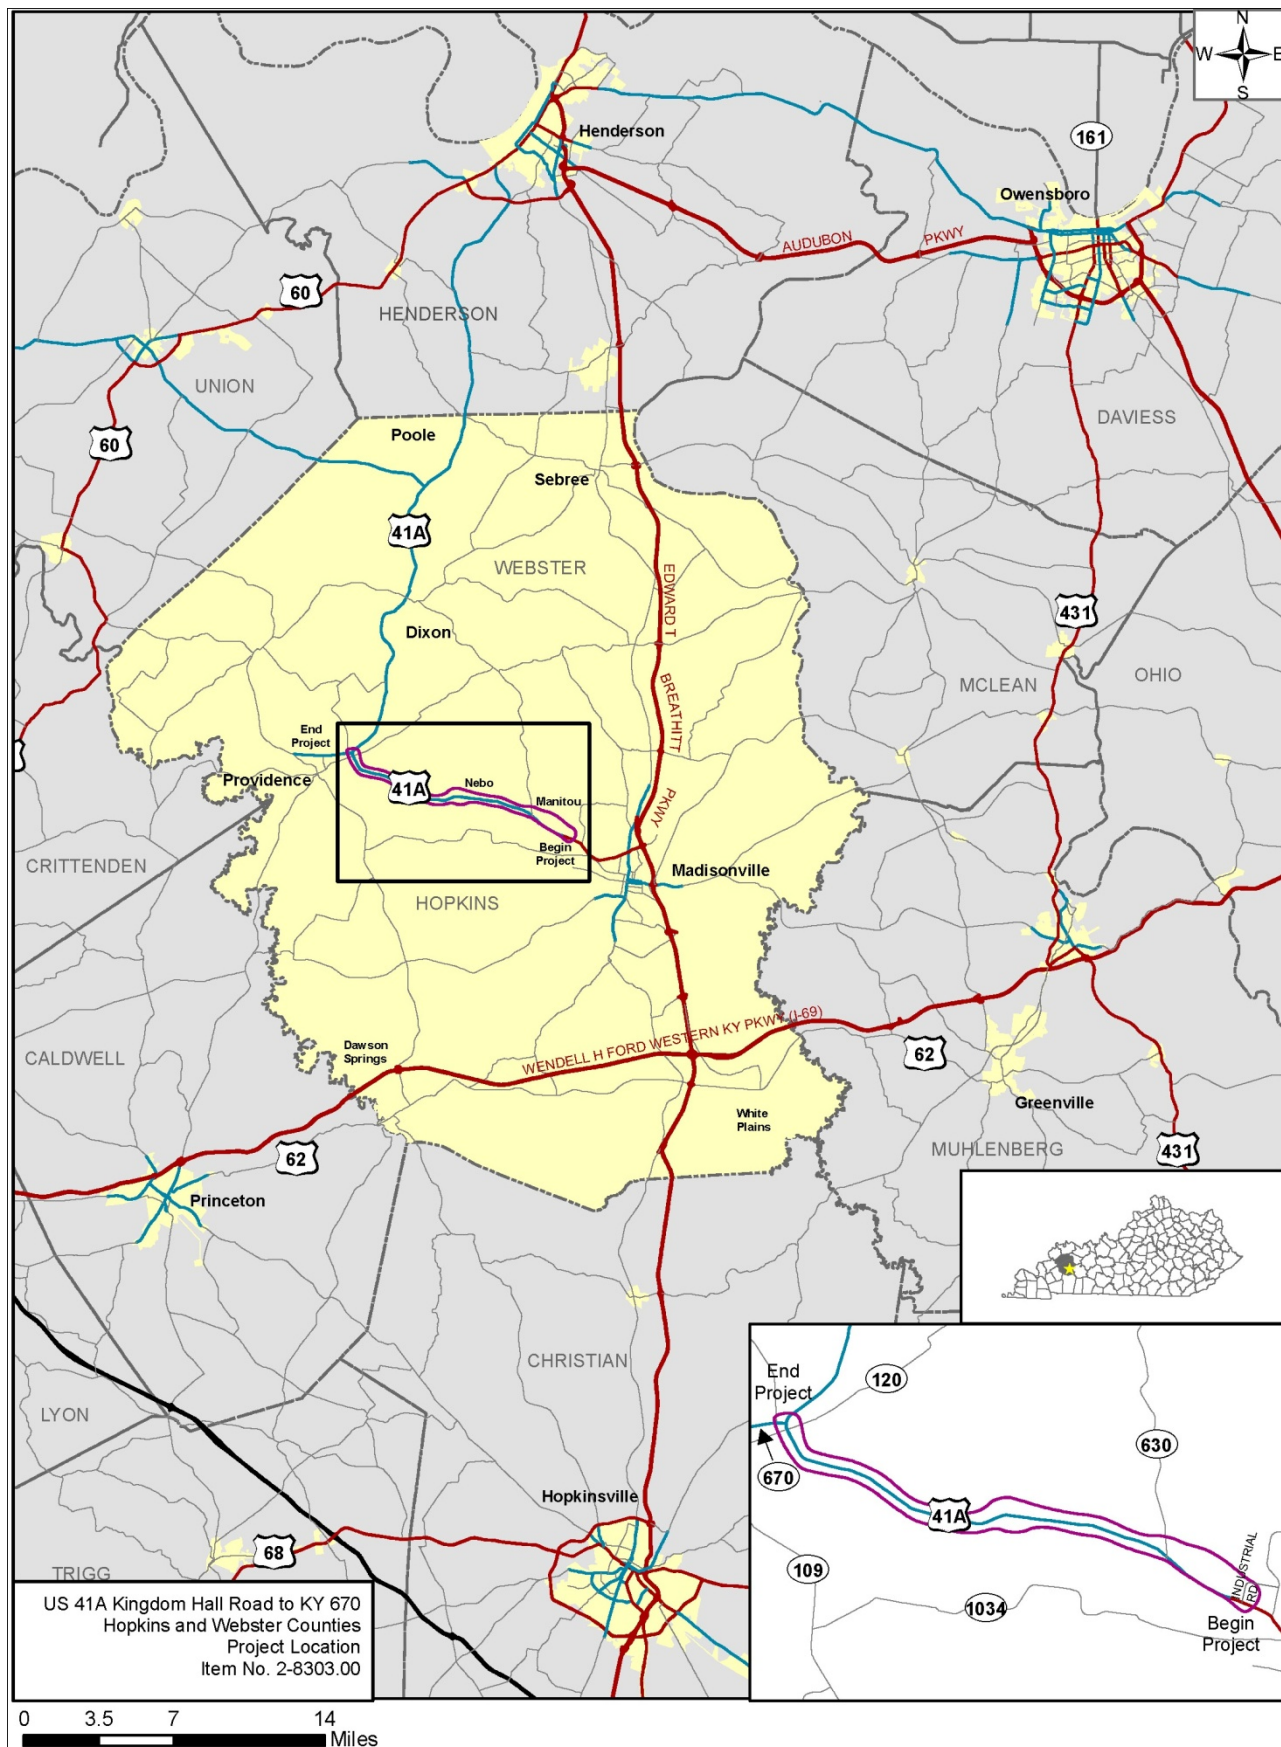 N
W E
S
Henderson
161
Owensboro
AUDUBON
PKWY
60
HENDERSON
UNION
60
DAVIESS
Poole
Sebree
41A
WEBSTER
EDWARD T
BREATHITT
PKWY
Dixon
431
MCLEAN
OHIO
End
Project
Providence
41A
Nebo
Manitou
Begin
Project
Madisonville
CRITTENDEN
HOPKINS
Dawson
Springs
WENDELL H FORD WESTERN KY PKWY (I-69)
CALDWELL
62
White
Plains
Greenville
MUHLENBERG
62
431
Princeton
CHRISTIAN
LYON
Hopkinsville
68
TRIGG
End
Project
120
670
630
41A
109
1034
INDUSTRIAL
RD
Begin
Project
US 41A Kingdom Hall Road to KY 670
Hopkins and Webster Counties
Project Location
Item No. 2-8303.00
0 3.5 7 14
Miles